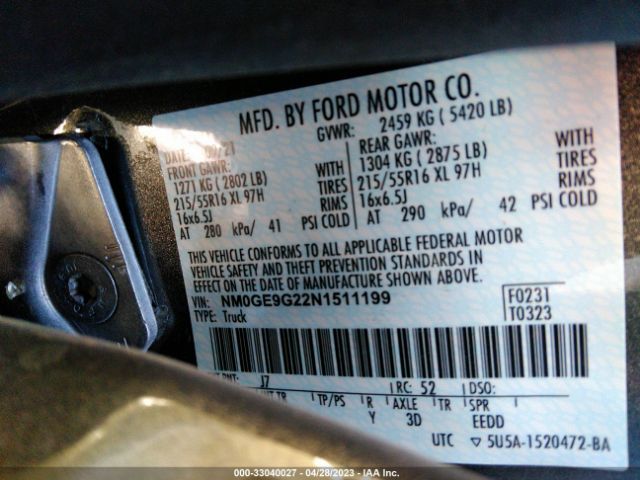 MFD. BY FORD MOTOR CO.
GVWR: 2459 KG ( 5420 LB)
DATE: /21
FRONT GAWR: WITH
1271 KG ( 2802 LB) TIRES
215/55R16 XL 97H RIMS
16x6.5J
AT 280 kPa/ 41 PSI COLD
REAR GAWR: WITH
1304 KG ( 2875 LB) TIRES
215/55R16 XL 97H RIMS
16x6.5J
AT 290 kPa/ 42 PSI COLD
THIS VEHICLE CONFORMS TO ALL APPLICABLE FEDERAL MOTOR
VEHICLE SAFETY AND THEFT PREVENTION STANDARDS IN
EFFECT ON THE DATE OF MANUFACTURE SHOWN ABOVE.
VIN: NM0GE9G22N1511199
TYPE: Truck
F0231
T0323
PNT: J7 RC: 52 DSO:
INT TR TP/PS R AXLE TR SPR
Y 3D EEDD
UTC ▽ 5U5A-1520472-BA
000-33040027 - 04/28/2023 - IAA Inc.